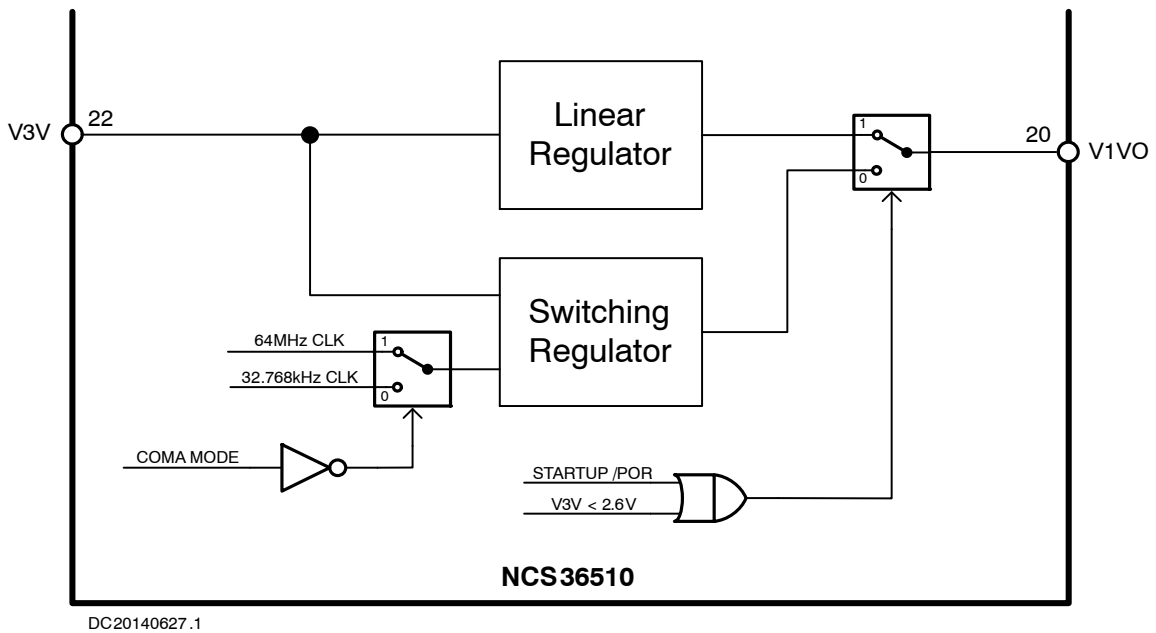 22
V3V
Linear
Regulator
1
0
20
V1VO
Switching
Regulator
64MHz CLK
1
32.768kHz CLK
0
COMA MODE
STARTUP /POR
V3V < 2.6V
NCS36510
DC20140627.1